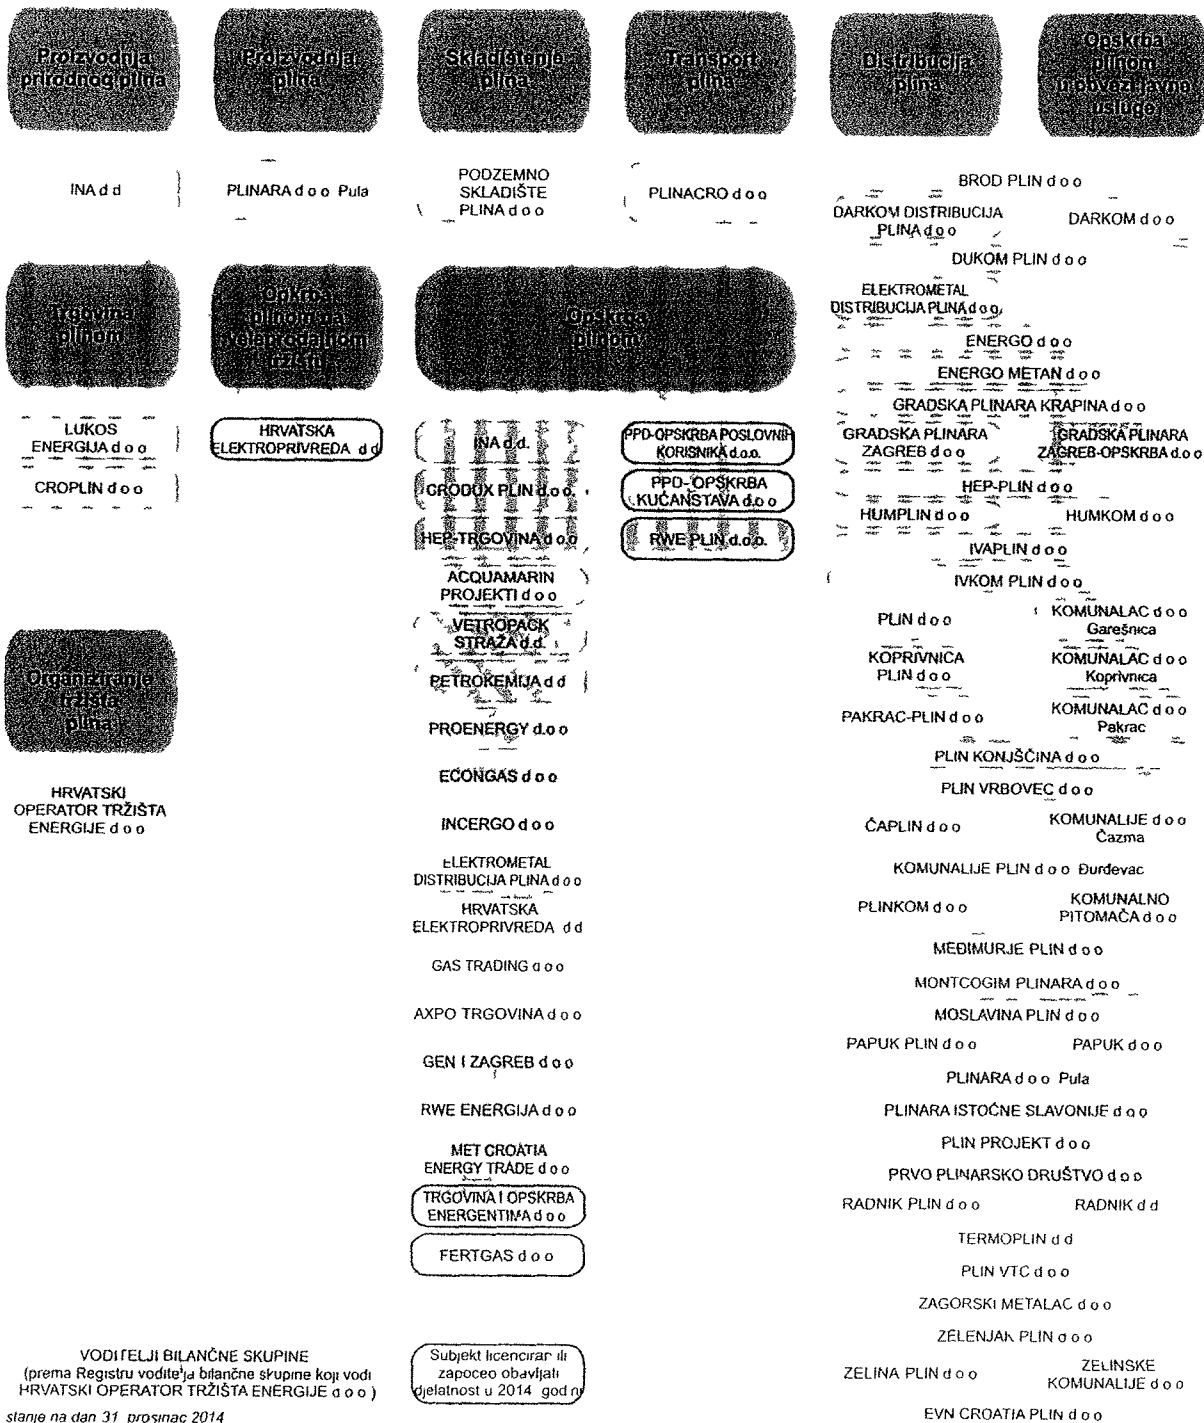 Proizvodnja
prirodnog plina
Proizvodnja
plina
Skladištenje
plina
Transport
plina
Distribucija
plina
Opskrba
plinom
u obvezi javne
usluge
INA d d
PLINARA d o o Pula
PODZEMNO
SKLADIŠTE
PLINA d o o
PLINACRO d o o
Trgovina
plinom
Opkrba
plinom na
veleprodajnom
tržištu
Opskrba
plinom
LUKOS
ENERGIJA d o o
CROPLIN d o o
HRVATSKA
ELEKTROPRIVREDA d d
INA d.d.
CRODUX PLIN d.o.o.
HEP-TRGOVINA d o o
ACQUAMARIN
PROJEKTI d o o
VETROPACK
STRAŽA d.d.
PETROKEMIJA d d
PROENERGY d.o o
ECONGAS d o o
INCERGO d o o
ELEKTROMETAL
DISTRIBUCIJA PLINA d o o
HRVATSKA
ELEKTROPRIVREDA d d
GAS TRADING d o o
AXPO TRGOVINA d o o
GEN I ZAGREB d o o
RWE ENERGIJA d o o
MET CROATIA
ENERGY TRADE d o o
TRGOVINA I OPSKRBA
ENERGENTIMA d o o
FERTGAS d o o
PPD-OPSKRBA POSLOVNIH
KORISNIKA d.o.o.
PPD- OPSKRBA
KUĆANSTAVA d.o o
RWE PLIN d.o.o.
Organiziranje
tržišta
plina
HRVATSKI
OPERATOR TRŽIŠTA
ENERGIJE d o o
BROD PLIN d o o
DARKOM DISTRIBUCIJA
PLINA d o o
DARKOM d o o
DUKOM PLIN d o o
ELEKTROMETAL
DISTRIBUCIJA PLINA d o o
ENERGO d o o
ENERGO METAN d o o
GRADSKA PLINARA KRAPINA d o o
GRADSKA PLINARA
ZAGREB d o o
GRADSKA PLINARA
ZAGREB-OPSKRBA d.o o
HEP-PLIN d o o
HUMPLIN d o o
HUMKOM d o o
IVAPLIN d o o
IVKOM PLIN d o o
PLIN d o o
KOMUNALAC d o o
Garešnica
KOPRIVNICA
PLIN d o o
KOMUNALAC d o o
Koprivnica
PAKRAC-PLIN d o o
KOMUNALAC d o o
Pakrac
PLIN KONJŠČINA d o o
PLIN VRBOVEC d o o
ČAPLIN d o o
KOMUNALIJE d o o
Čazma
KOMUNALIJE PLIN d o o Đurđevac
PLINKOM d o o
KOMUNALNO
PITOMAČA d o o
MEĐIMURJE PLIN d o o
MONTCOGIM PLINARA d o o
MOSLAVINA PLIN d o o
PAPUK PLIN d o o
PAPUK d o o
PLINARA d o o Pula
PLINARA ISTOČNE SLAVONIJE d o o
PLIN PROJEKT d o o
PRVO PLINARSKO DRUŠTVO d o o
RADNIK PLIN d o o
RADNIK d d
TERMOPLIN d d
PLIN VTC d o o
ZAGORSKI METALAC d o o
ZELENJAK PLIN d o o
ZELINA PLIN d o o
ZELINSKE
KOMUNALIJE d o o
EVN CROATIA PLIN d o o
VODITELJI BILANČNE SKUPINE
(prema Registru voditelja bilančne skupine koji vodi
HRVATSKI OPERATOR TRŽIŠTA ENERGIJE d o o )
Subjekt licenciran ili
započeo obavljati
djelatnost u 2014 godini
stanje na dan 31 prosinac 2014